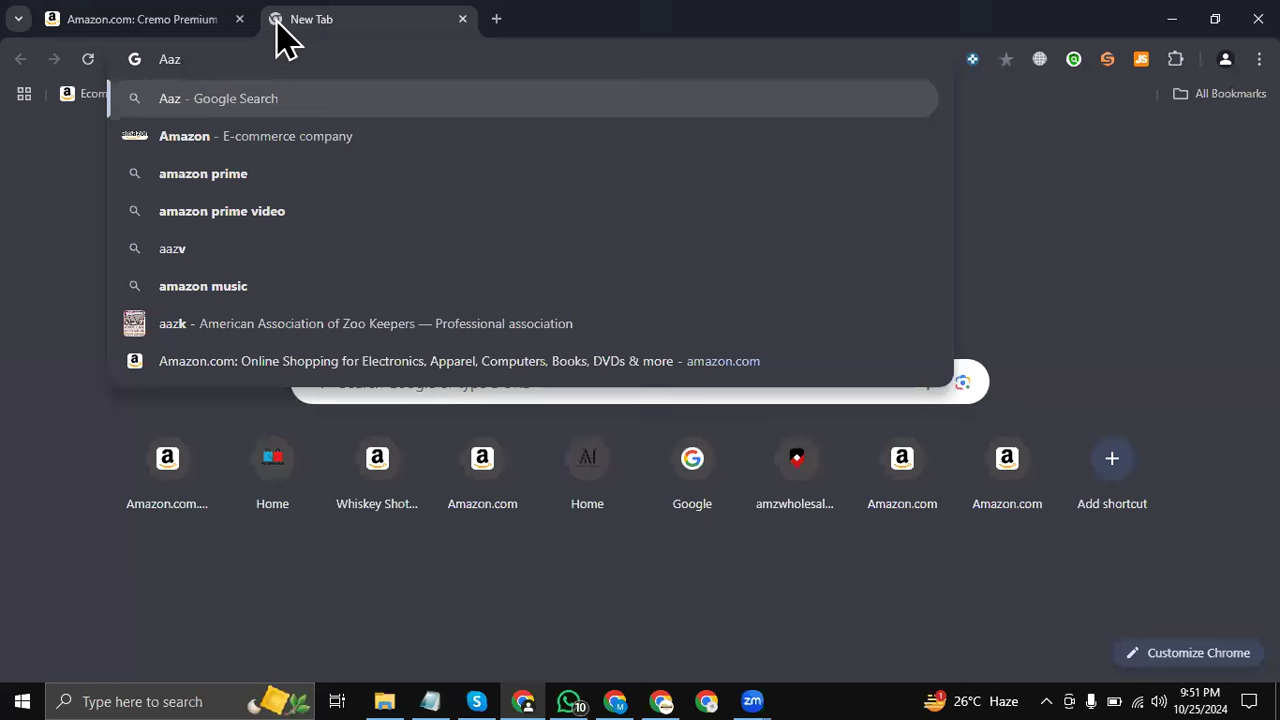 Amazon.com: Cremo Premium
New Tab
Aaz
Ecom
All Bookmarks
Aaz - Google Search
Amazon - E-commerce company
amazon prime
amazon prime video
aazv
amazon music
aazk - American Association of Zoo Keepers — Professional association
Amazon.com: Online Shopping for Electronics, Apparel, Computers, Books, DVDs & more - amazon.com
Amazon.com....
Home
Whiskey Shot...
Amazon.com
Home
Google
amzwholesal...
Amazon.com
Amazon.com
Add shortcut
Customize Chrome
Type here to search
10
1
26°C Haze
9:51 PM
10/25/2024